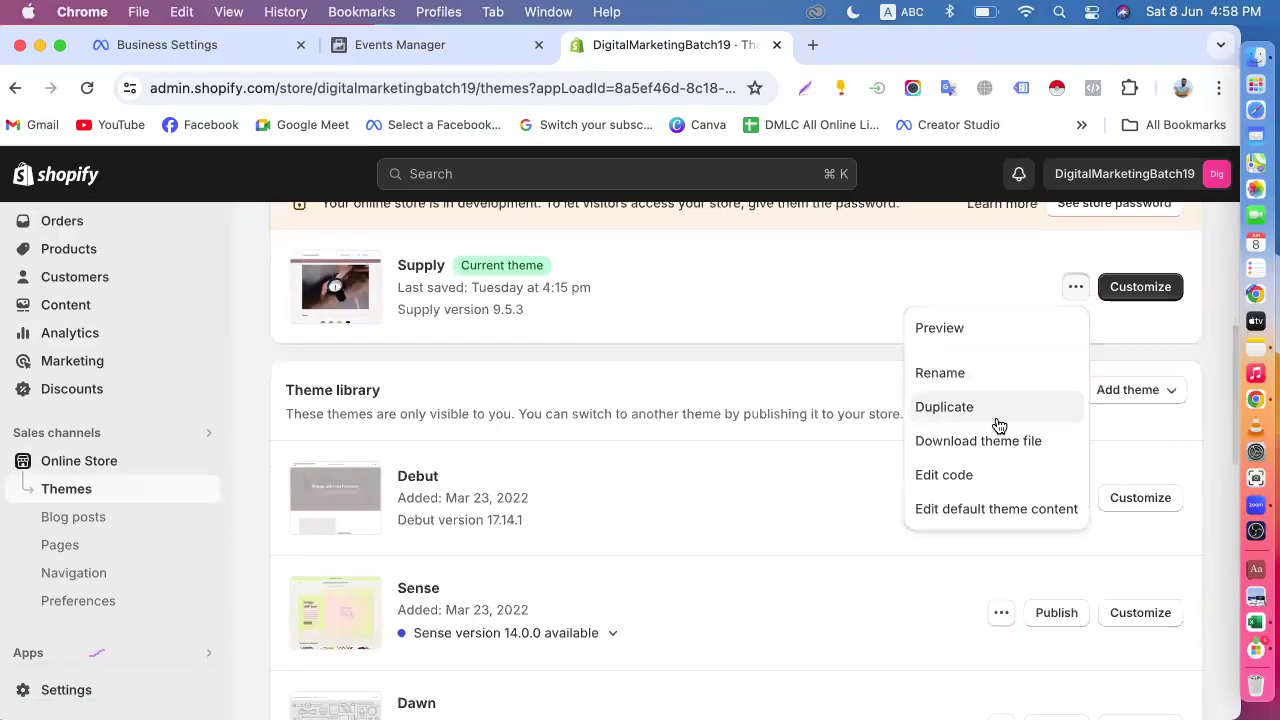 Chrome File Edit View History Bookmarks Profiles Tab Window Help A ABC Sat 8 Jun 4:58 PM
Business Settings Events Manager DigitalMarketingBatch19 · Th
admin.shopify.com/store/digitalmarketingbatch19/themes?appLoadId=8a5ef46d-8c18-...
Gmail YouTube Facebook Google Meet Select a Facebook... Switch your subsc... Canva DMLC All Online Li... Creator Studio All Bookmarks
shopify Search ⌘ K DigitalMarketingBatch19 Dig
Your online store is in development. To let visitors access your store, give them the password. Learn more See store password
Orders
Products
Customers
Content
Analytics
Marketing
Discounts
Sales channels
Online Store
Themes
Blog posts
Pages
Navigation
Preferences
Apps
Settings
Supply Current theme
Last saved: Tuesday at 4:15 pm
Supply version 9.5.3
Customize
Preview
Rename
Duplicate
Download theme file
Edit code
Edit default theme content
Theme library
Add theme
These themes are only visible to you. You can switch to another theme by publishing it to your store.
Debut
Added: Mar 23, 2022
Debut version 17.14.1
Customize
Sense
Added: Mar 23, 2022
Sense version 14.0.0 available
Publish Customize
Dawn
JUN
8
tv
zoom
Aa